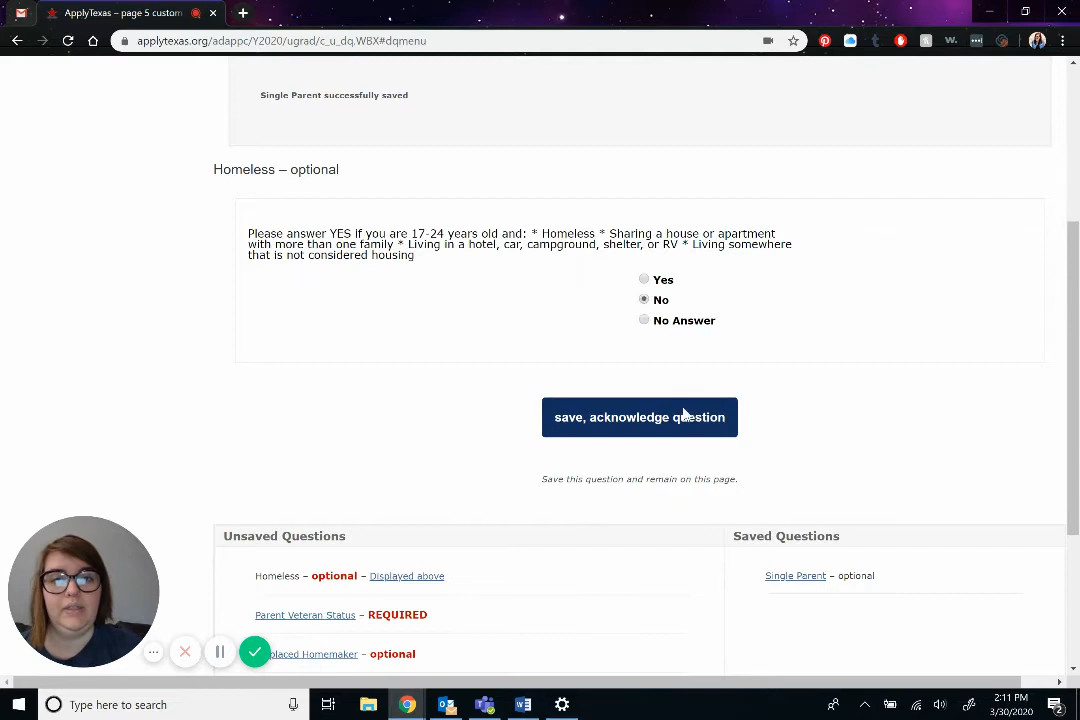 ApplyTexas – page 5 custom
applytexas.org/adappc/Y2020/ugrad/c_u_dq.WBX#dqmenu
Single Parent successfully saved
Homeless – optional
Please answer YES if you are 17-24 years old and: * Homeless * Sharing a house or apartment
with more than one family * Living in a hotel, car, campground, shelter, or RV * Living somewhere
that is not considered housing
Yes
No
No Answer
save, acknowledge question
Save this question and remain on this page.
Unsaved Questions
Saved Questions
Homeless – optional – Displayed above
Single Parent – optional
Parent Veteran Status – REQUIRED
placed Homemaker – optional
Type here to search
2:11 PM
3/30/2020
2